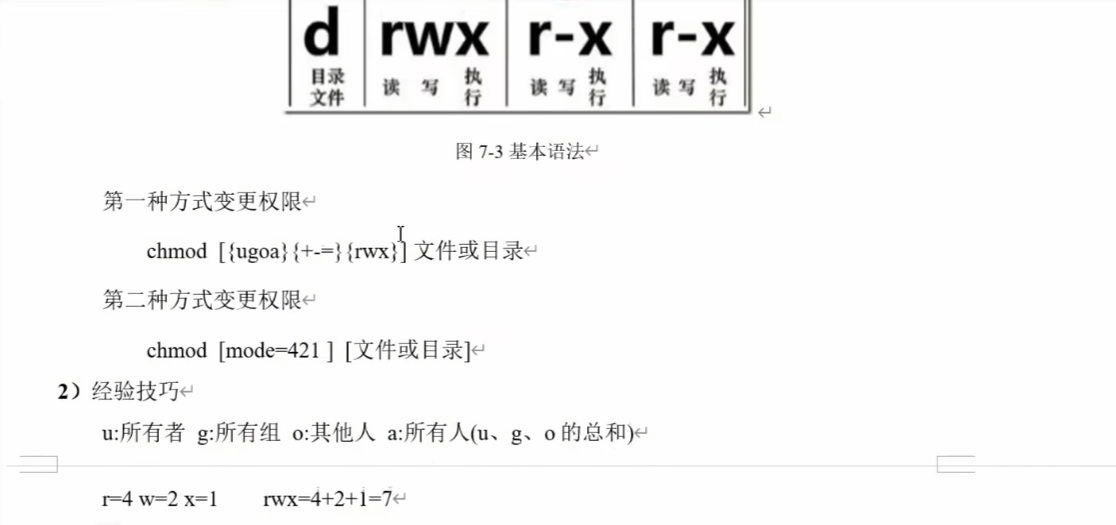 d rwx r-x r-x
目录文件 读 写 执行 读 写 执行 读 写 执行
图 7-3 基本语法
第一种方式变更权限
chmod [{ugoa}{+-=}{rwx}] 文件或目录
第二种方式变更权限
chmod [mode=421 ] [文件或目录]
2）经验技巧
u:所有者 g:所有组 o:其他人 a:所有人(u、g、o 的总和)
r=4 w=2 x=1 rwx=4+2+1=7